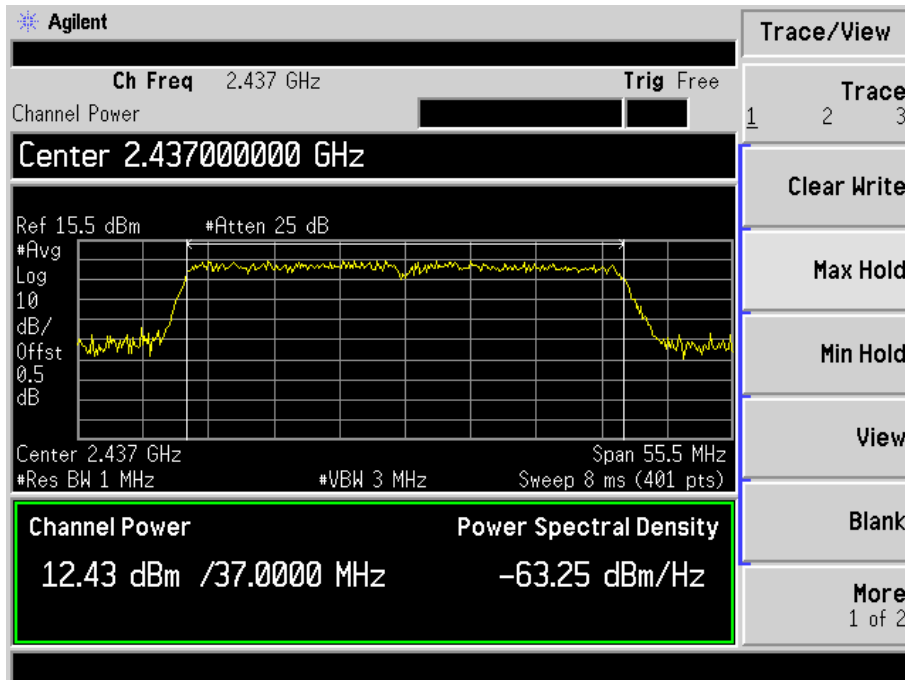 Agilent
Trace/View
Ch Freq 2.437 GHz Trig Free
Channel Power
Trace
1 2 3
Center 2.437000000 GHz
Clear Write
Ref 15.5 dBm #Atten 25 dB
#Avg
Log
10
dB/
Offst
0.5
dB
Max Hold
Min Hold
Center 2.437 GHz Span 55.5 MHz
#Res BW 1 MHz #VBW 3 MHz Sweep 8 ms (401 pts)
View
Channel Power Power Spectral Density
12.43 dBm /37.0000 MHz -63.25 dBm/Hz
Blank
More
1 of 2